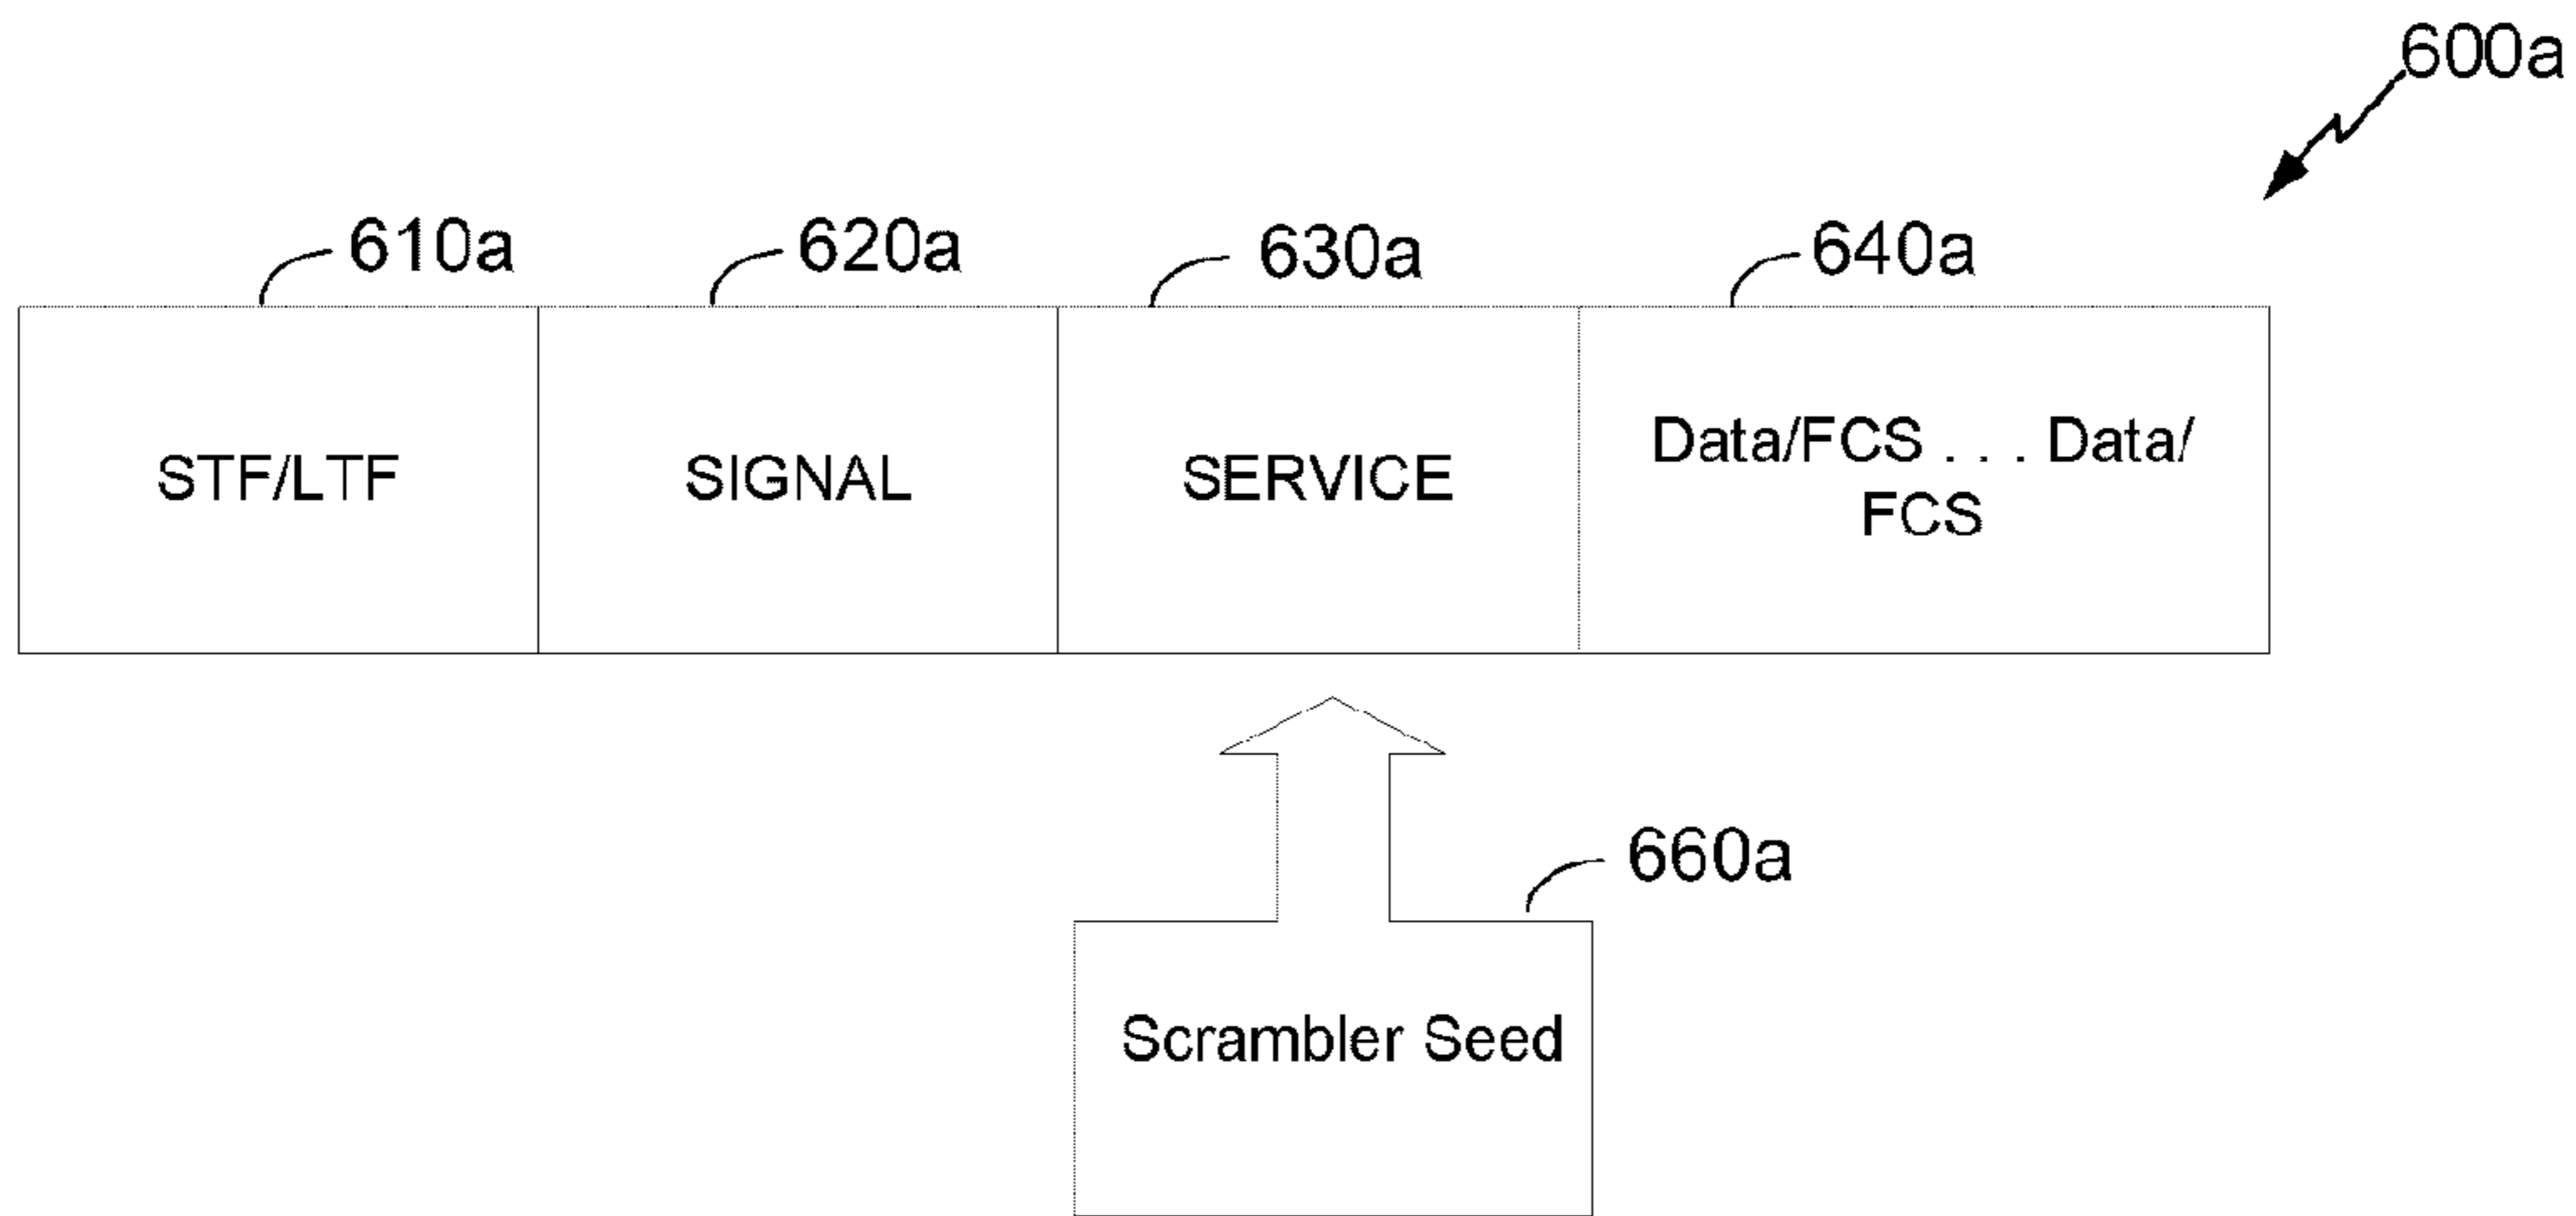 600a
610a
620a
630a
640a
STF/LTF
SIGNAL
SERVICE
Data/FCS . . . Data/
FCS
660a
Scrambler Seed